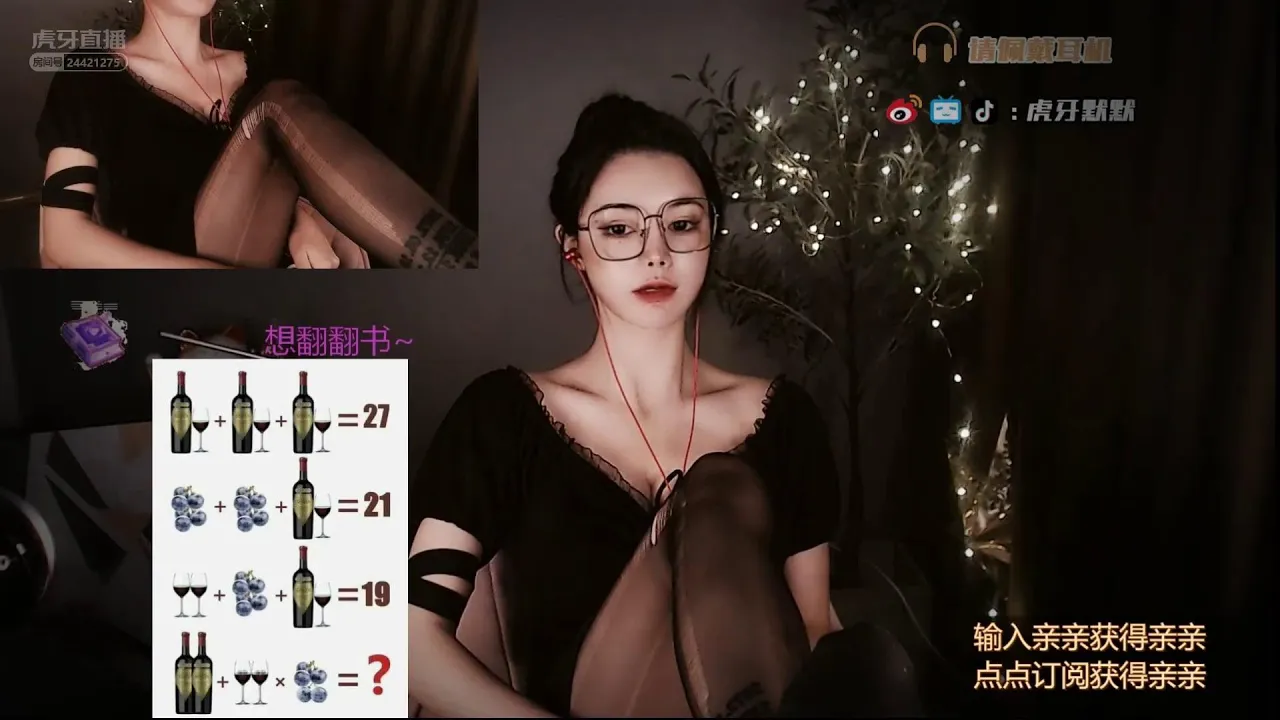 虎牙直播
房间号 24421275
请佩戴耳机
：虎牙默默
想翻翻书~
+ + =27
+ + =21
+ + =19
+ × =?
输入亲亲获得亲亲
点点订阅获得亲亲